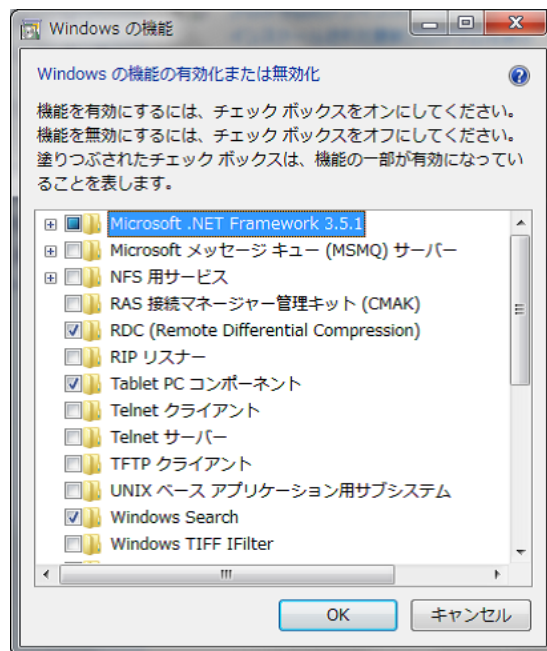 Windows の機能
Windows の機能の有効化または無効化
機能を有効にするには、チェック ボックスをオンにしてください。
機能を無効にするには、チェック ボックスをオフにしてください。
塗りつぶされたチェック ボックスは、機能の一部が有効になってい
ることを表します。
Microsoft .NET Framework 3.5.1
Microsoft メッセージ キュー (MSMQ) サーバー
NFS 用サービス
RAS 接続マネージャー管理キット (CMAK)
RDC (Remote Differential Compression)
RIP リスナー
Tablet PC コンポーネント
Telnet クライアント
Telnet サーバー
TFTP クライアント
UNIX ベース アプリケーション用サブシステム
Windows Search
Windows TIFF IFilter
OK
キャンセル